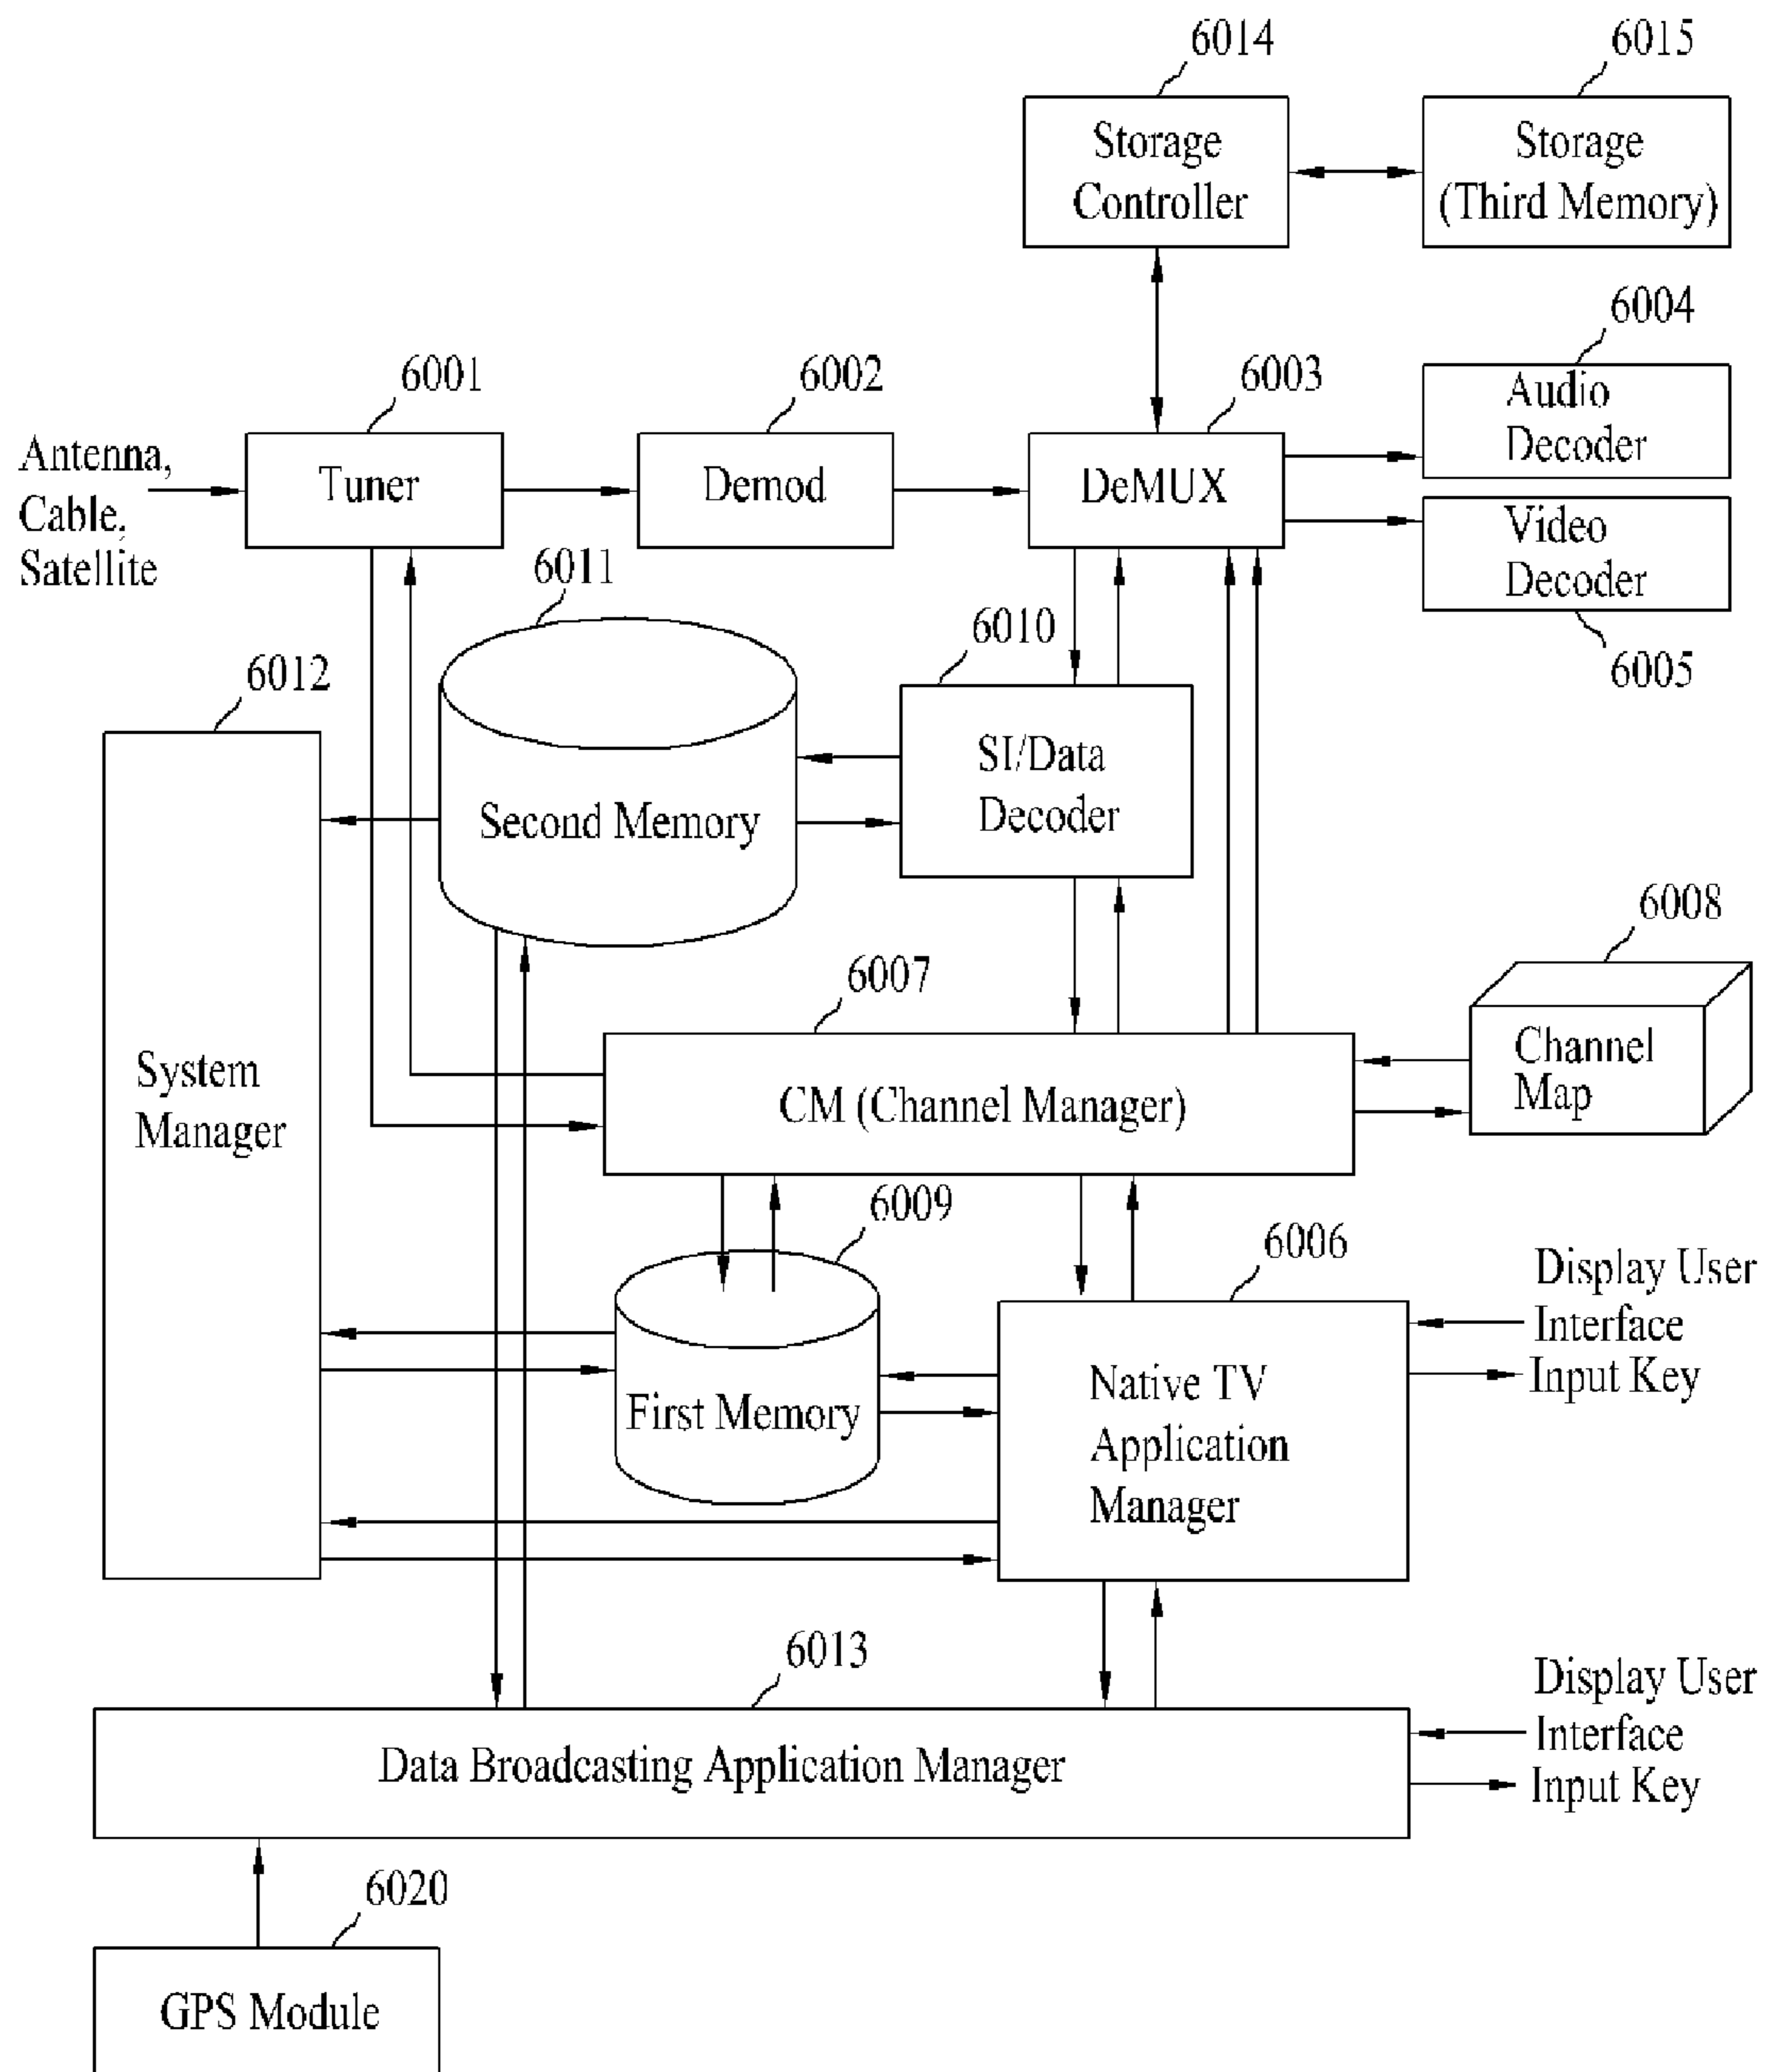 6014
6015
Storage
Controller
Storage
(Third Memory)
6004
6001
6002
6003
Audio
Decoder
Antenna,
Cable,
Satellite
Tuner
Demod
DeMUX
Video
Decoder
6011
6010
6005
6012
SI/Data
Decoder
Second Memory
6008
6007
System
Manager
CM (Channel Manager)
Channel
Map
6009
6006
Display User
Interface
Input Key
First Memory
Native TV
Application
Manager
6013
Display User
Interface
Input Key
Data Broadcasting Application Manager
6020
GPS Module